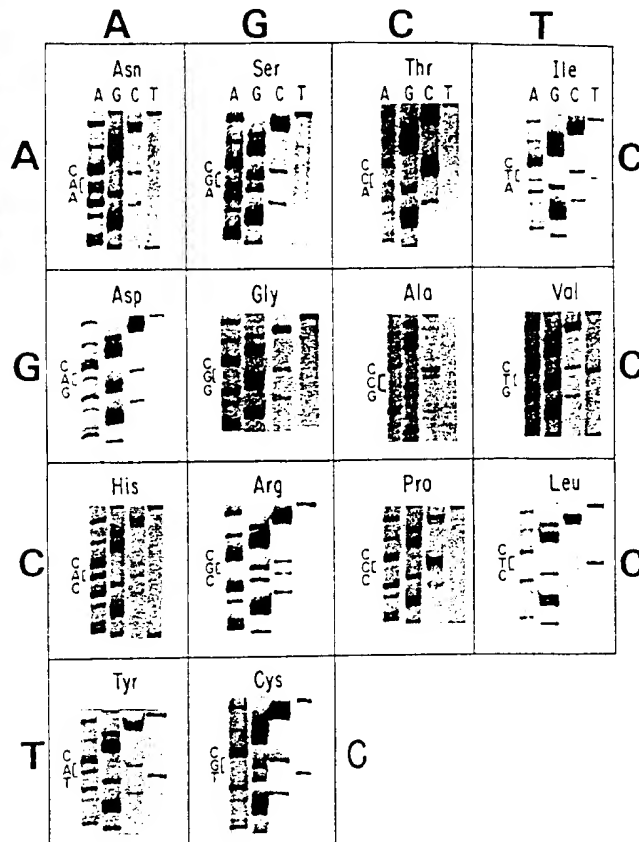 A G C T
Asn Ser Thr Ile
A G C T A G C T A G C T A G C T
A C
C C C C
A G C T
A A A A
Asp Gly Ala Val
G C
C C C C
A G C T
G G G G
His Arg Pro Leu
C C
C C C C
A G C T
C C C C
Tyr Cys
T C
C C
A G
T T